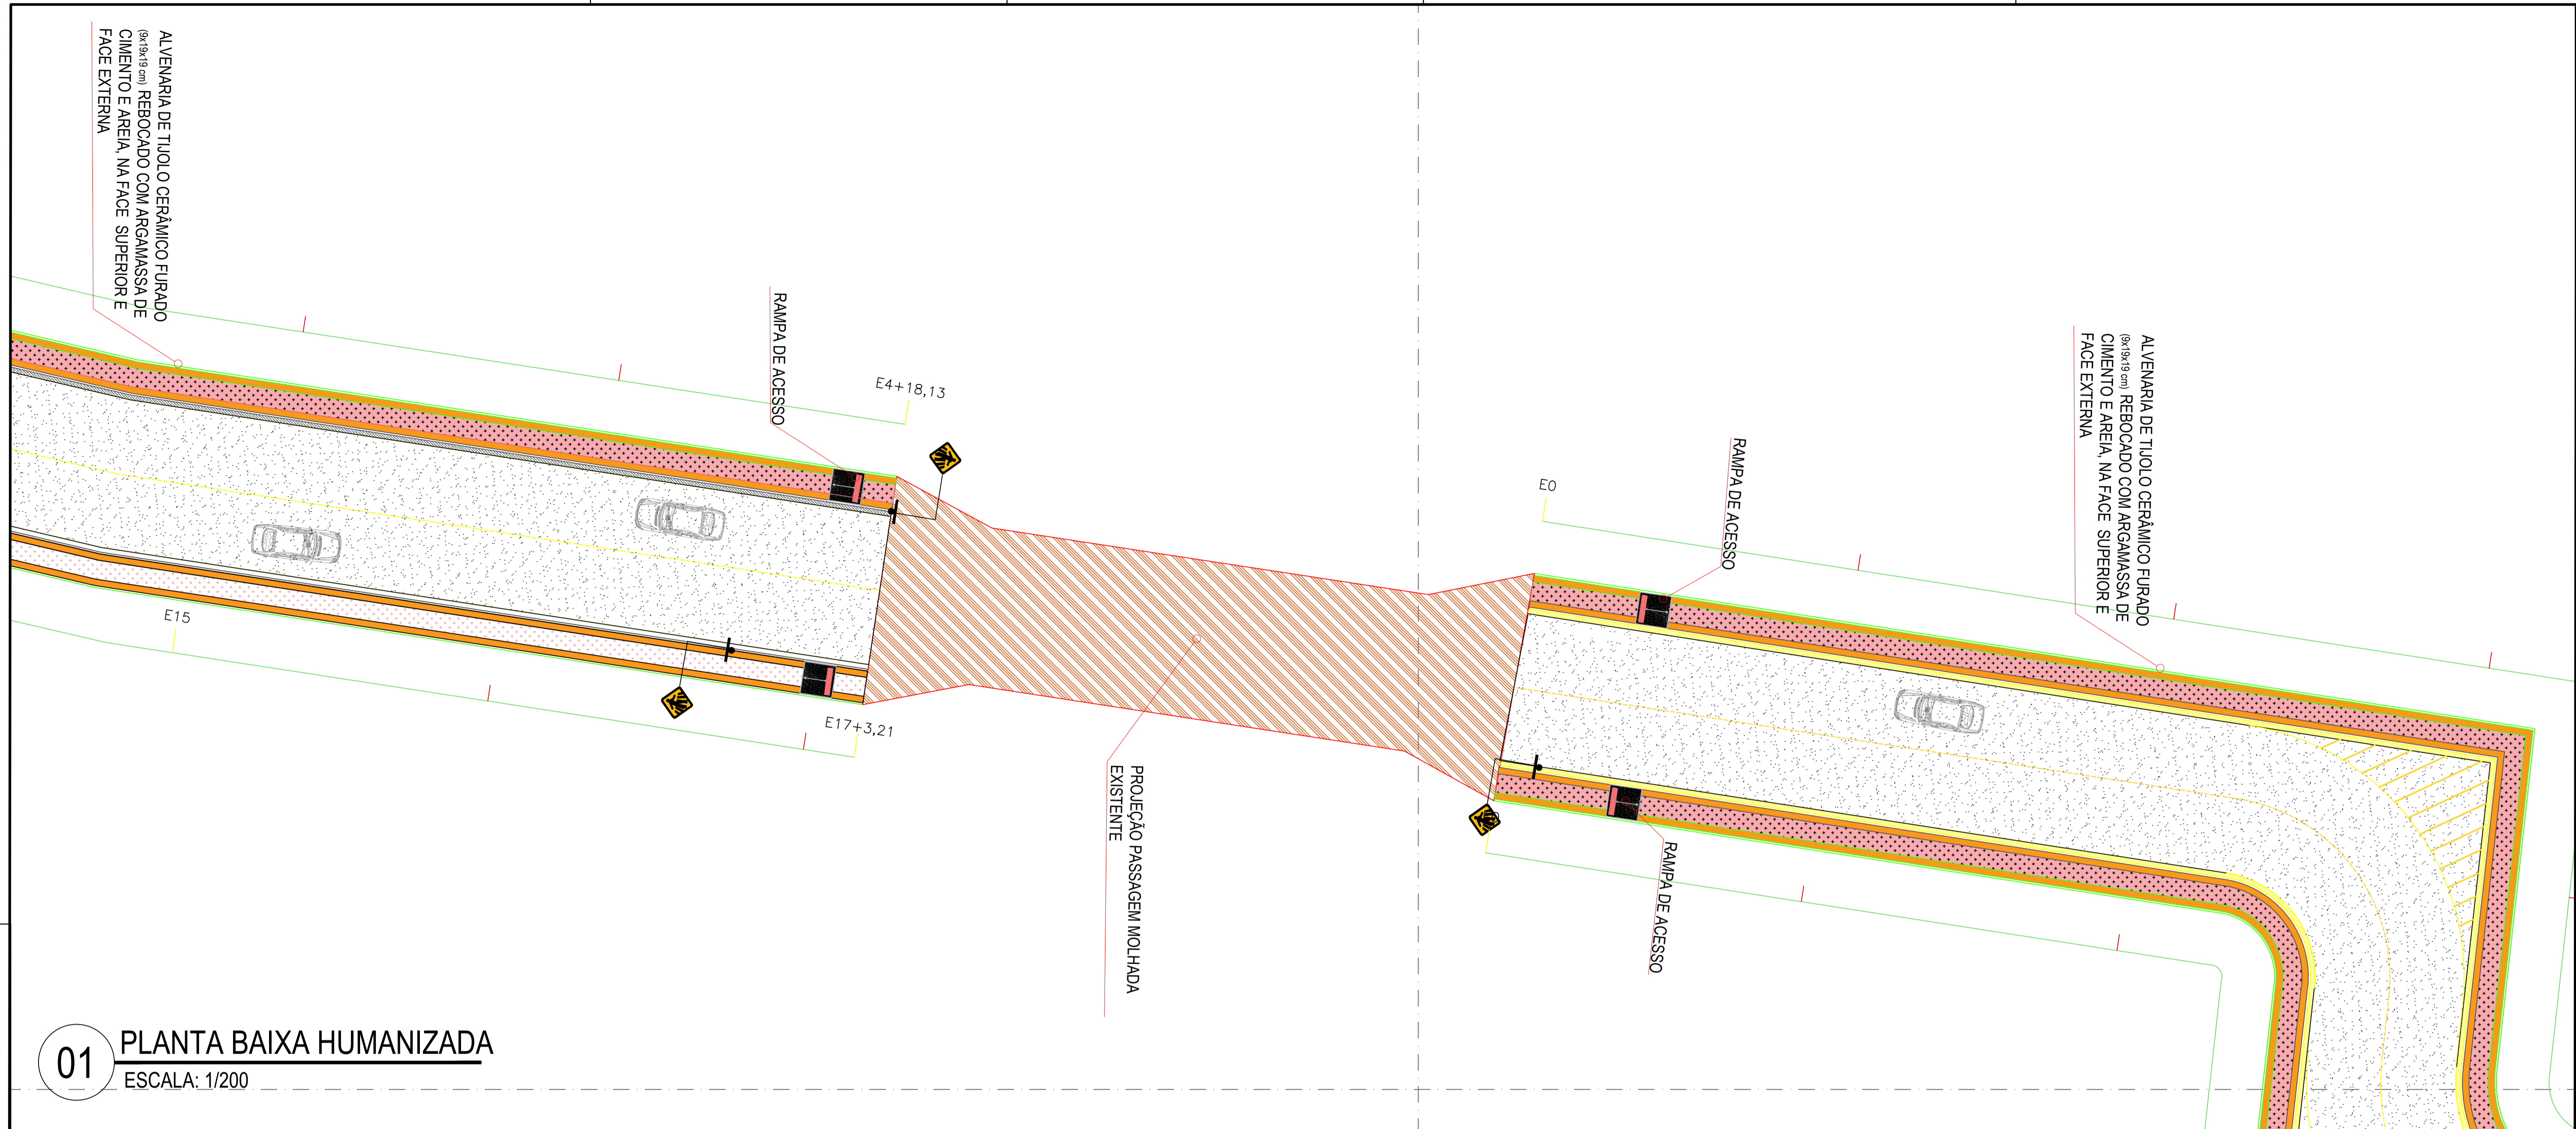 ALVENARIA DE TIJOLO CERÂMICO FURADO
(9x19x19 cm) REBOCADO COM ARGAMASSA DE
CIMENTO E AREIA, NA FACE SUPERIOR E
FACE EXTERNA
RAMPA DE ACESSO
E4+18,13
E0
RAMPA DE ACESSO
ALVENARIA DE TIJOLO CERÂMICO FURADO
(9x19x19 cm) REBOCADO COM ARGAMASSA DE
CIMENTO E AREIA, NA FACE SUPERIOR E
FACE EXTERNA
E15
E17+3,21
PROJEÇÃO PASSAGEM MOLHADA
EXISTENTE
RAMPA DE ACESSO
01
PLANTA BAIXA HUMANIZADA
ESCALA: 1/200